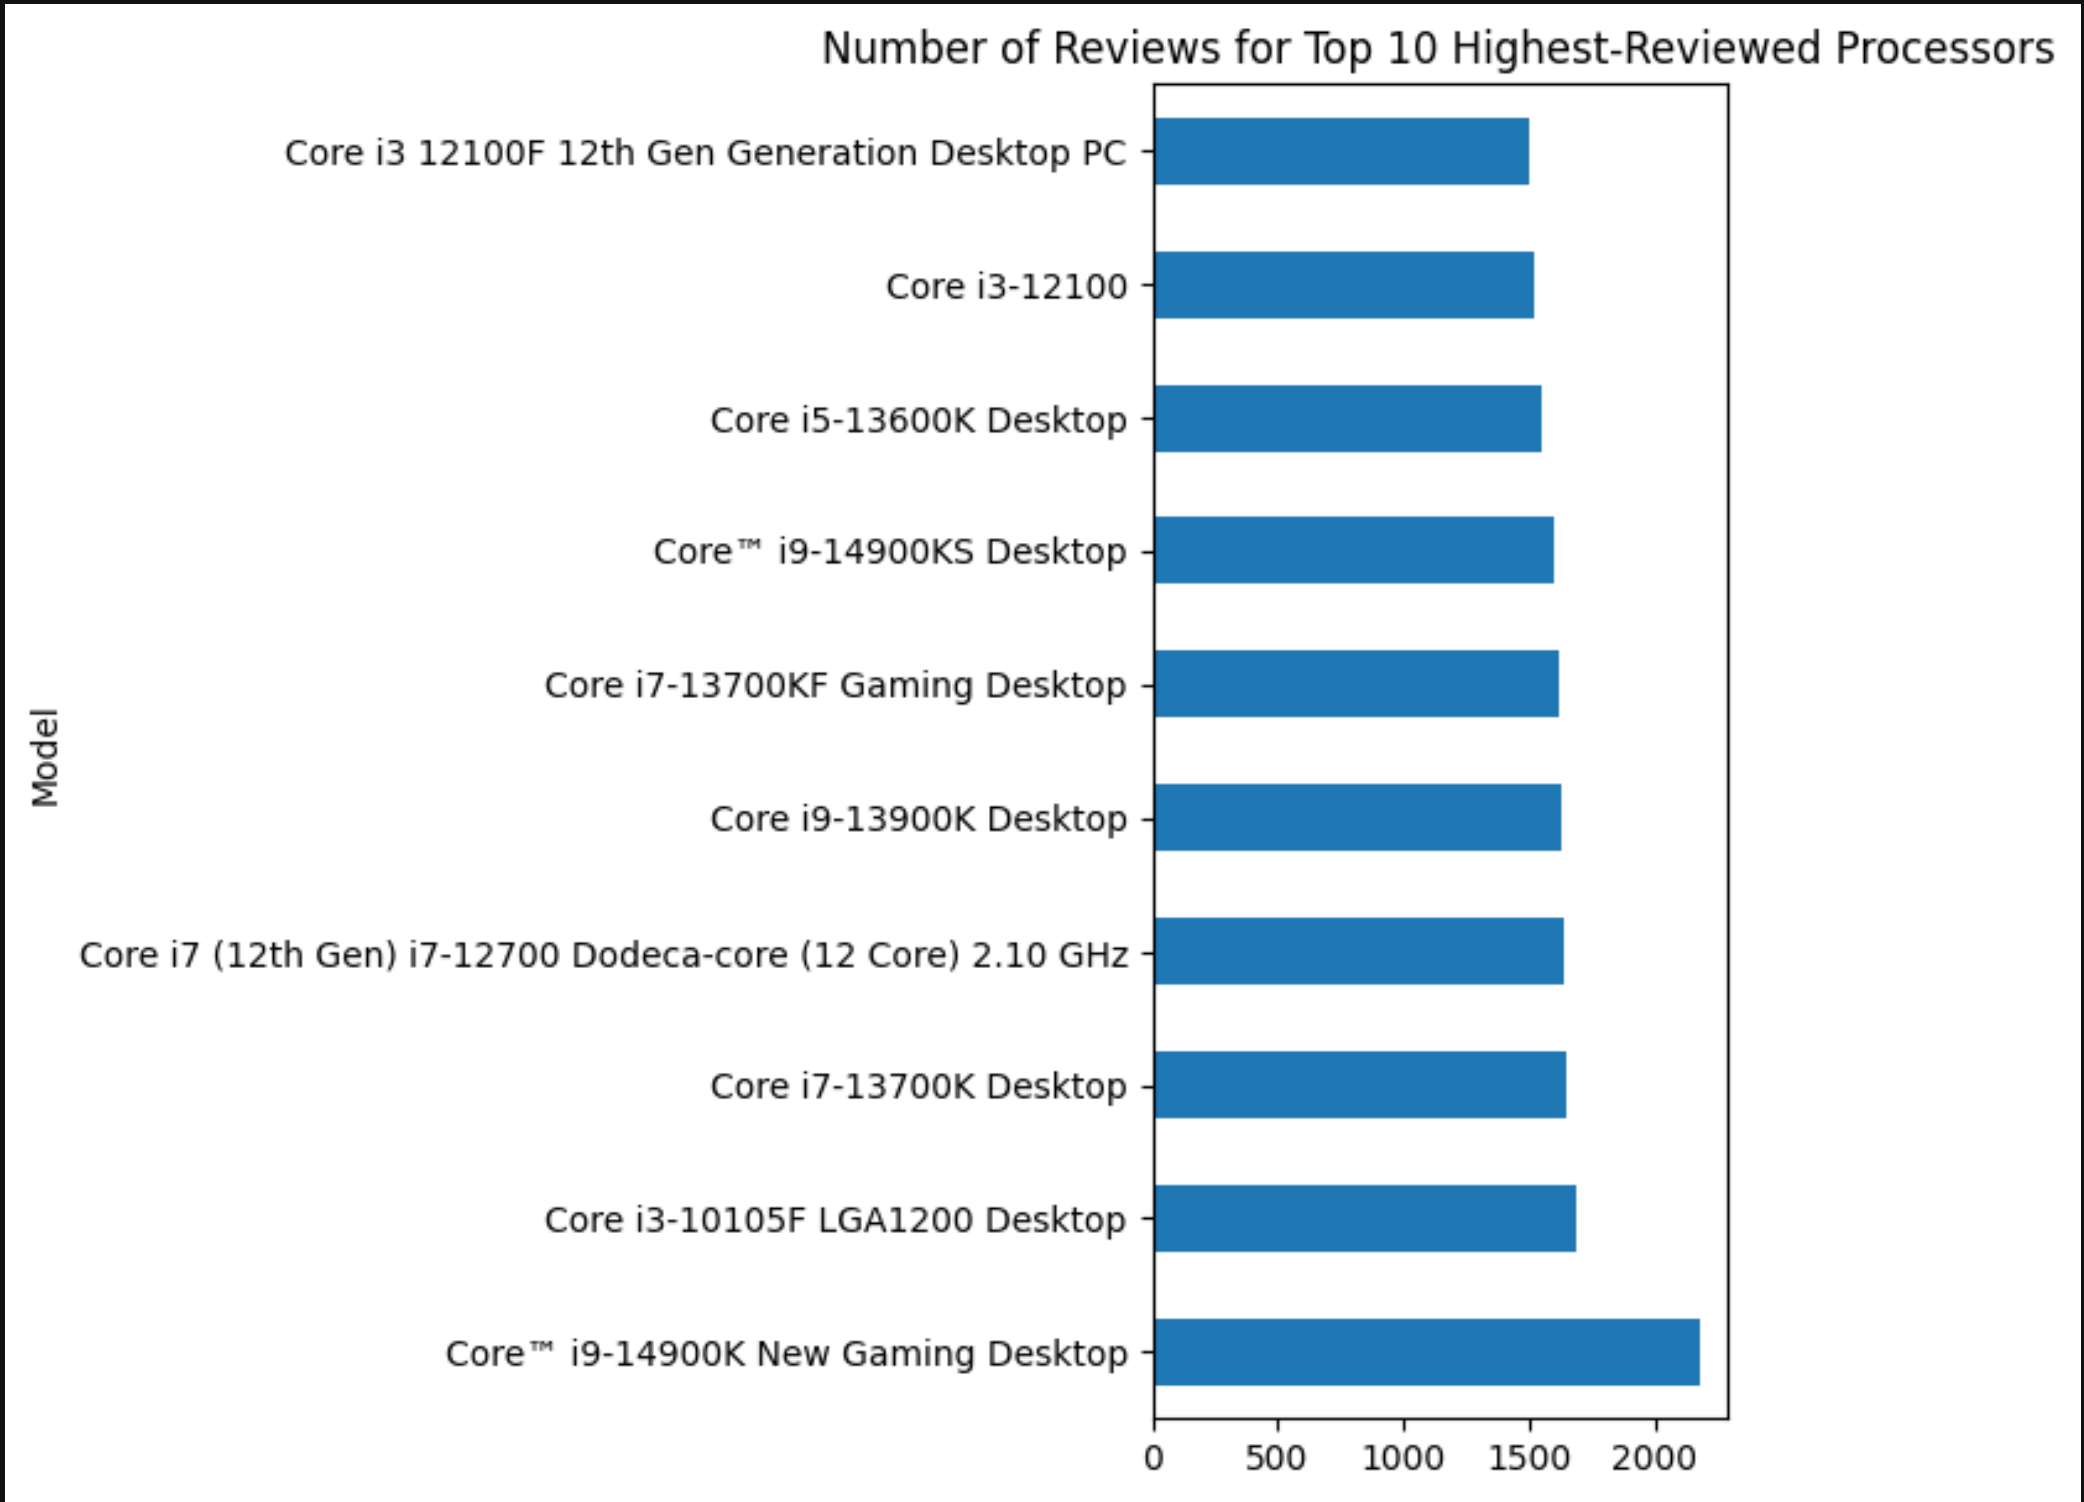 Number of Reviews for Top 10 Highest-Reviewed Processors
Core i3 12100F 12th Gen Generation Desktop PC
Core i3-12100
Core i5-13600K Desktop
Core™ i9-14900KS Desktop
Core i7-13700KF Gaming Desktop
Model
Core i9-13900K Desktop
Core i7 (12th Gen) i7-12700 Dodeca-core (12 Core) 2.10 GHz
Core i7-13700K Desktop
Core i3-10105F LGA1200 Desktop
Core™ i9-14900K New Gaming Desktop
0 500 1000 1500 2000